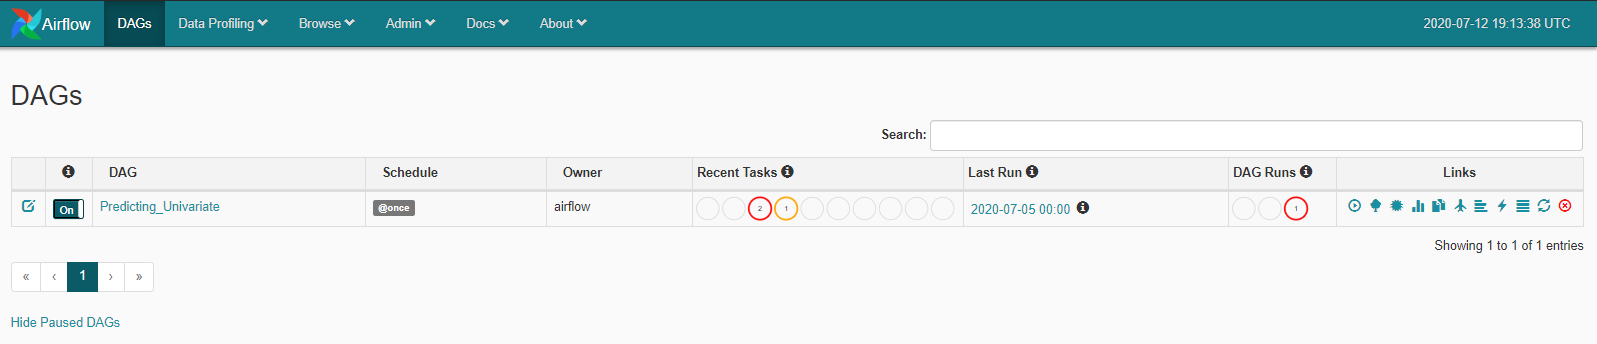 Airflow DAGs Data Profiling Browse Admin Docs About 2020-07-12 19:13:38 UTC
DAGs
Search:
DAG Schedule Owner Recent Tasks Last Run DAG Runs Links
On Predicting_Univariate @once airflow 2 1 2020-07-05 00:00 1
Showing 1 to 1 of 1 entries
« ‹ 1 › »
Hide Paused DAGs